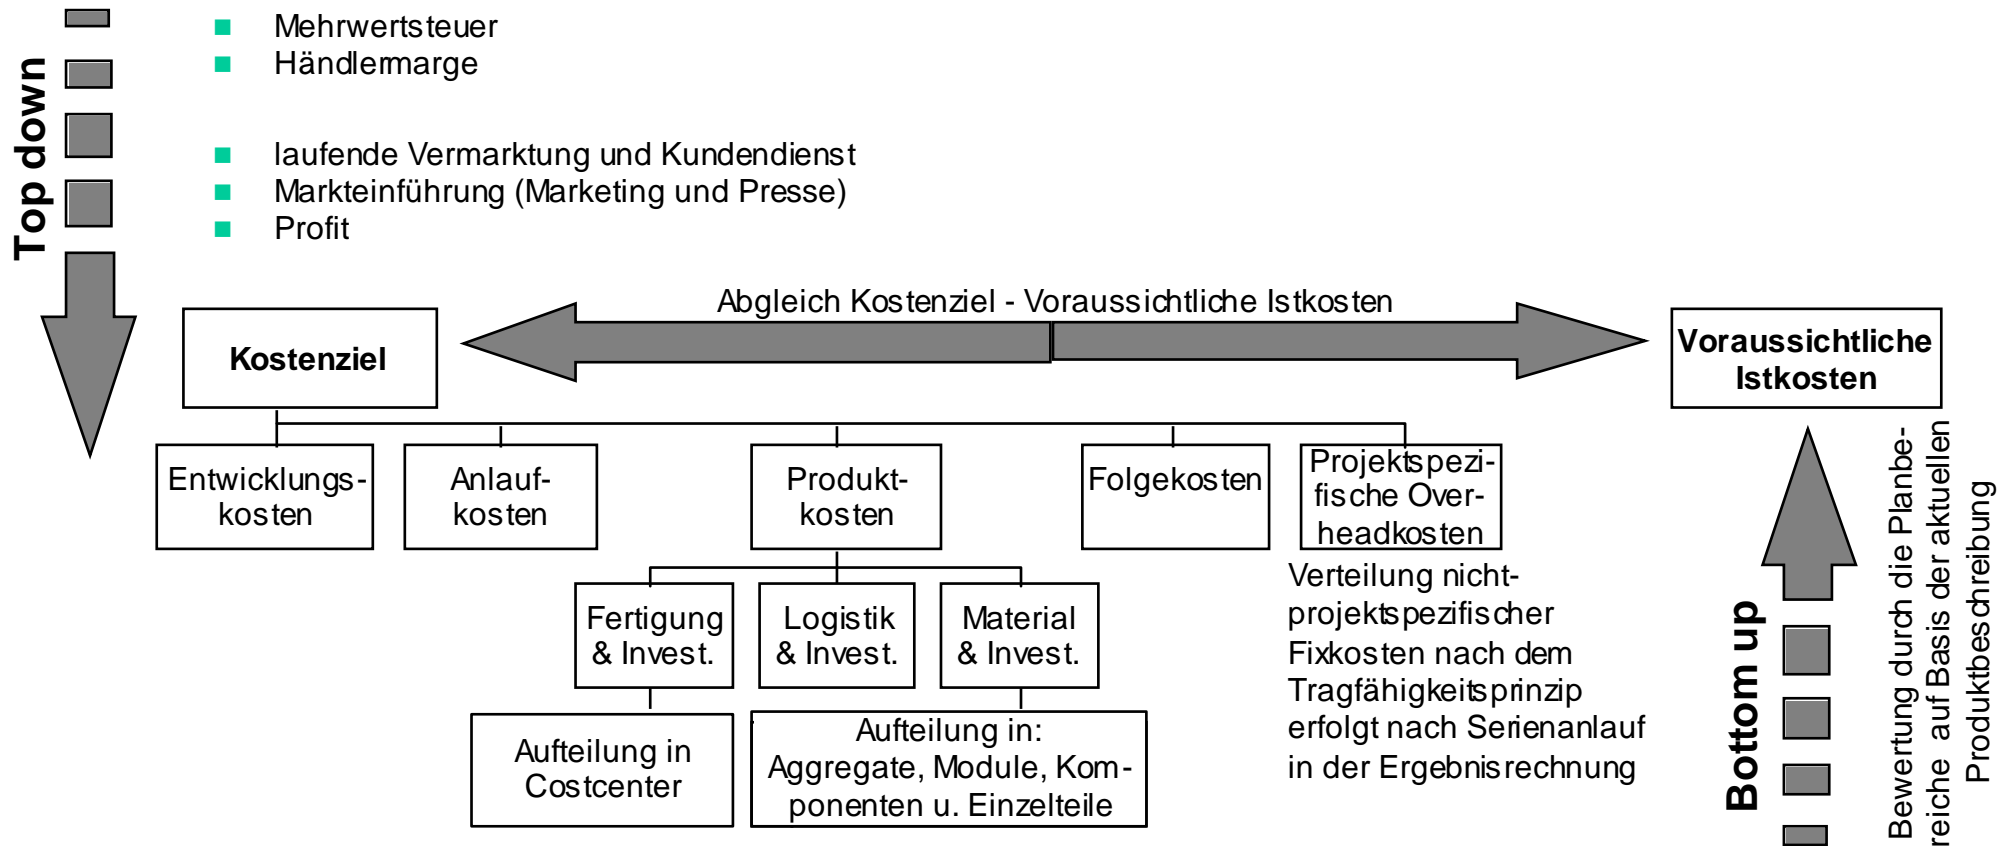 Mehrwertsteuer
Händlermarge
Top down
laufende Vermarktung und Kundendienst
Markteinführung (Marketing und Presse)
Profit
Abgleich Kostenziel - Voraussichtliche Istkosten
Kostenziel
Voraussichtliche
Istkosten
Entwicklungs-
kosten
Anlauf-
kosten
Produkt-
kosten
Folgekosten
Projektspezi-
fische Over-
headkosten
Fertigung
& Invest.
Logistik
& Invest.
Material
& Invest.
Aufteilung in
Costcenter
Aufteilung in:
Aggregate, Module, Kom-
ponenten u. Einzelteile
Verteilung nicht-
projektspezifischer
Fixkosten nach dem
Tragfähigkeitsprinzip
erfolgt nach Serienanlauf
in der Ergebnisrechnung
Bottom up
Bewertung durch die Planbe-
reiche auf Basis der aktuellen
Produktbeschreibung